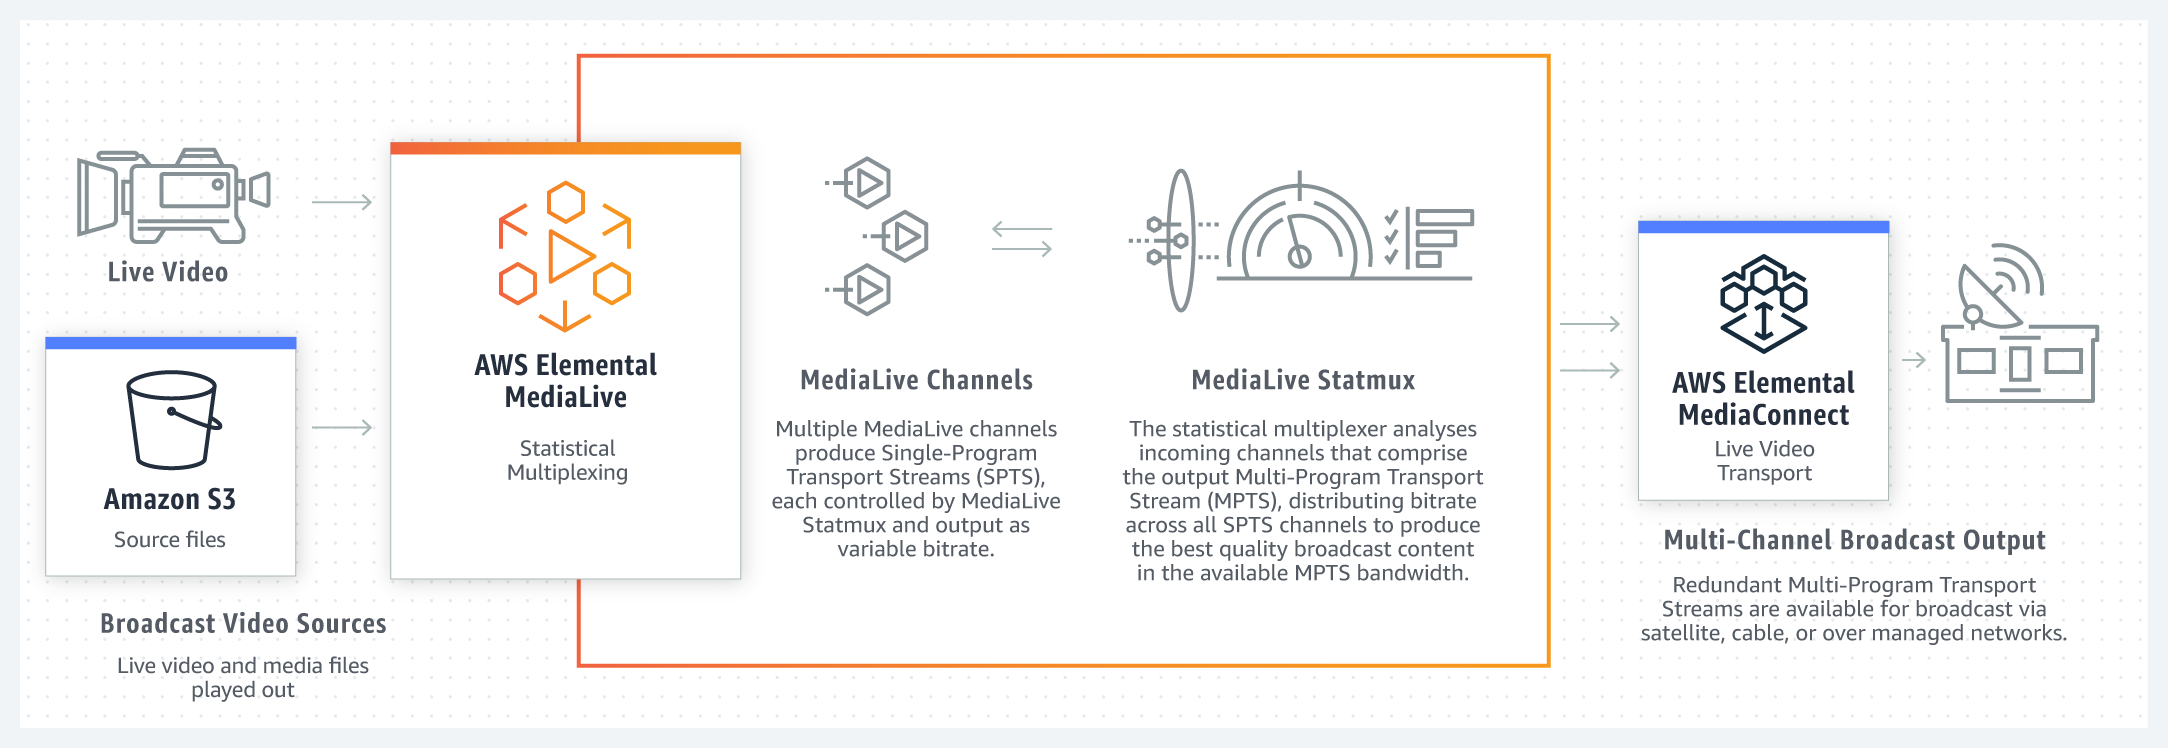 Live Video
Amazon S3
Source files
Broadcast Video Sources
Live video and media files
played out
AWS Elemental
MediaLive
Statistical
Multiplexing
MediaLive Channels
Multiple MediaLive channels
produce Single-Program
Transport Streams (SPTS),
each controlled by MediaLive
Statmux and output as
variable bitrate.
MediaLive Statmux
The statistical multiplexer analyses
incoming channels that comprise
the output Multi-Program Transport
Stream (MPTS), distributing bitrate
across all SPTS channels to produce
the best quality broadcast content
in the available MPTS bandwidth.
AWS Elemental
MediaConnect
Live Video
Transport
Multi-Channel Broadcast Output
Redundant Multi-Program Transport
Streams are available for broadcast via
satellite, cable, or over managed networks.